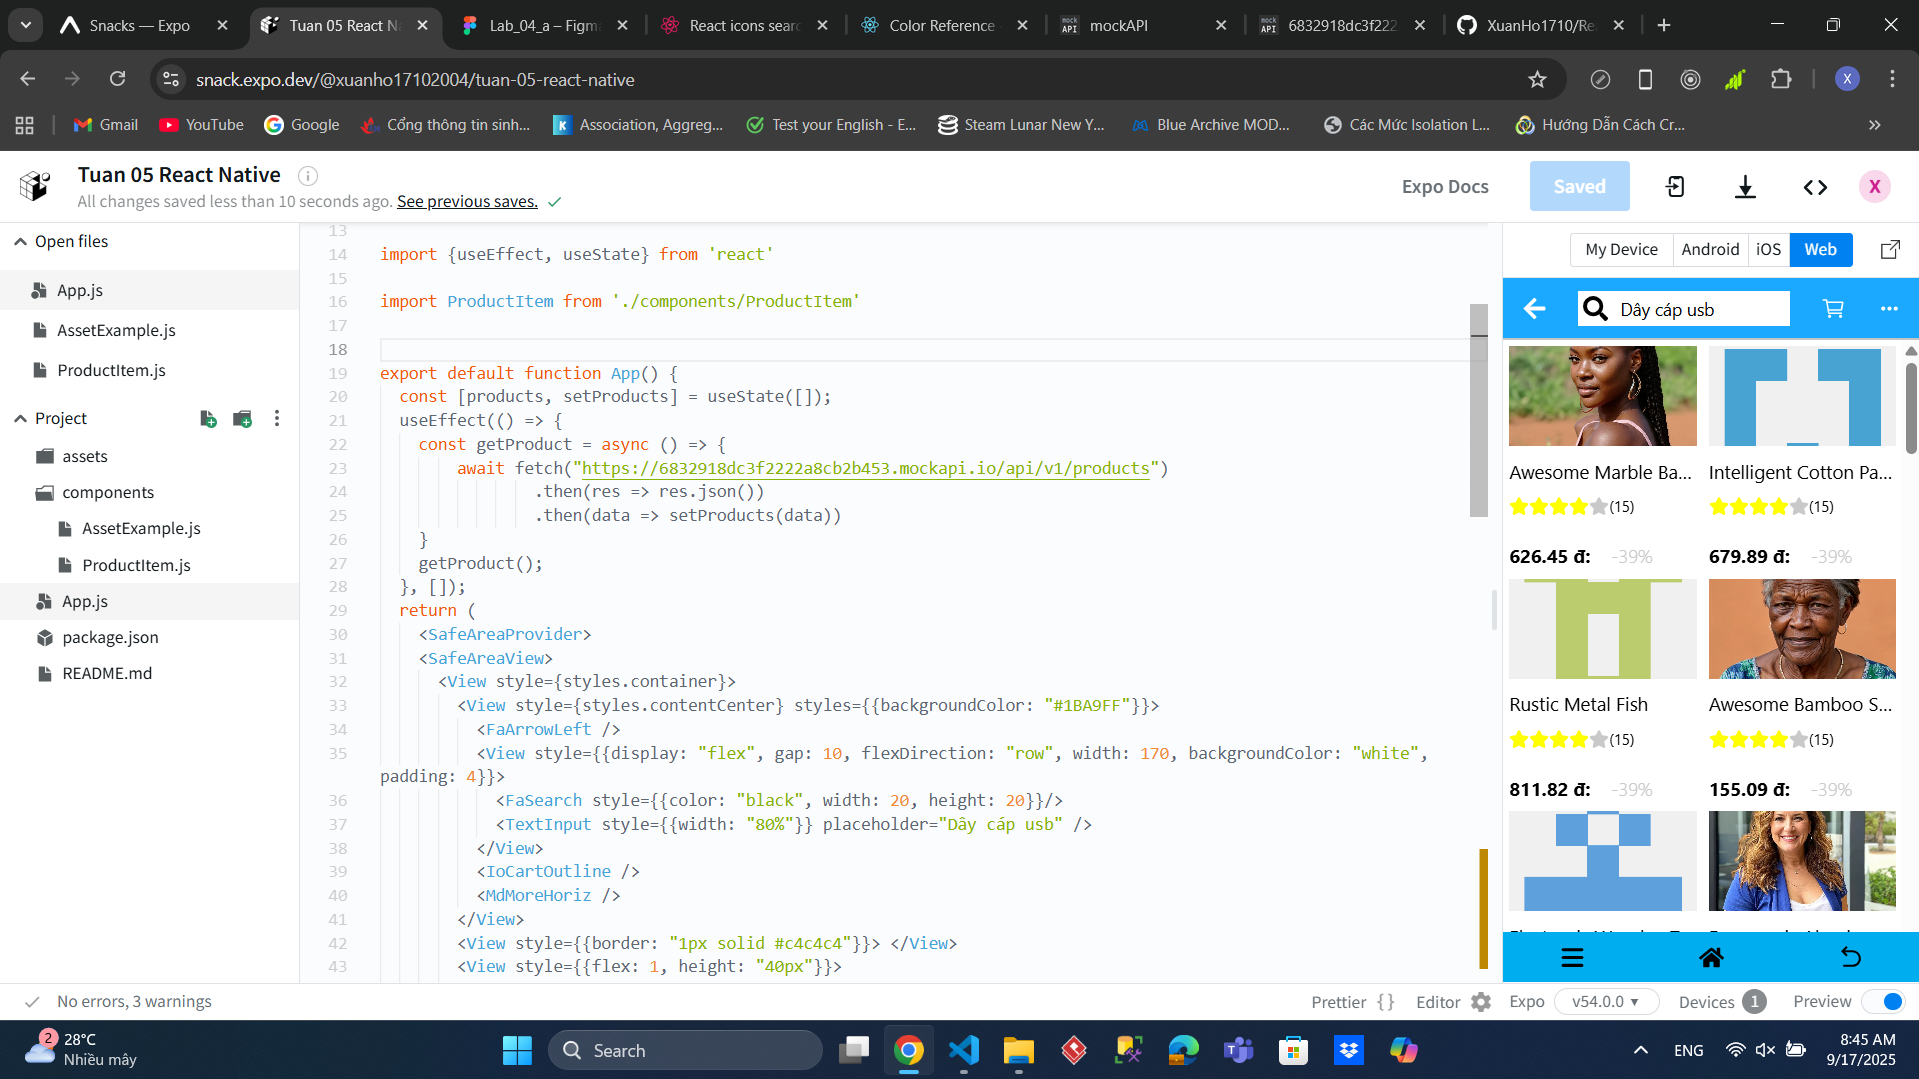 Snacks — Expo
Tuan 05 React N
Lab_04_a – Figm
React icons searc
Color Reference
mockAPI
6832918dc3f222
XuanHo1710/Re
snack.expo.dev/@xuanho17102004/tuan-05-react-native
X
Gmail
YouTube
Google
Cổng thông tin sinh...
Association, Aggreg...
Test your English - E...
Steam Lunar New Y...
Blue Archive MOD...
Các Mức Isolation L...
Hướng Dẫn Cách Cr...
Tuan 05 React Native
All changes saved less than 10 seconds ago. See previous saves.
Expo Docs
Saved
X
Open files
App.js
AssetExample.js
ProductItem.js
Project
assets
components
AssetExample.js
ProductItem.js
App.js
package.json
README.md
13
14 import {useEffect, useState} from 'react'
15
16 import ProductItem from './components/ProductItem'
17
18
19 export default function App() {
20 const [products, setProducts] = useState([]);
21 useEffect(() => {
22 const getProduct = async () => {
23 await fetch("https://6832918dc3f2222a8cb2b453.mockapi.io/api/v1/products")
24 .then(res => res.json())
25 .then(data => setProducts(data))
26 }
27 getProduct();
28 }, []);
29 return (
30 <SafeAreaProvider>
31 <SafeAreaView>
32 <View style={styles.container}>
33 <View style={styles.contentCenter} styles={{backgroundColor: "#1BA9FF"}}>
34 <FaArrowLeft />
35 <View style={{display: "flex", gap: 10, flexDirection: "row", width: 170, backgroundColor: "white",
padding: 4}}>
36 <FaSearch style={{color: "black", width: 20, height: 20}}/>
37 <TextInput style={{width: "80%"}} placeholder="Dây cáp usb" />
38 </View>
39 <IoCartOutline />
40 <MdMoreHoriz />
41 </View>
42 <View style={{border: "1px solid #c4c4c4"}}> </View>
43 <View style={{flex: 1, height: "40px"}}>
My Device
Android
iOS
Web
Dây cáp usb
Awesome Marble Ba...
Intelligent Cotton Pa...
(15)
(15)
626.45 đ: -39%
679.89 đ: -39%
Rustic Metal Fish
Awesome Bamboo S...
(15)
(15)
811.82 đ: -39%
155.09 đ: -39%
No errors, 3 warnings
Prettier {}
Editor
Expo
v54.0.0
Devices 1
Preview
2
28°C
Nhiều mây
Search
ENG
8:45 AM
9/17/2025